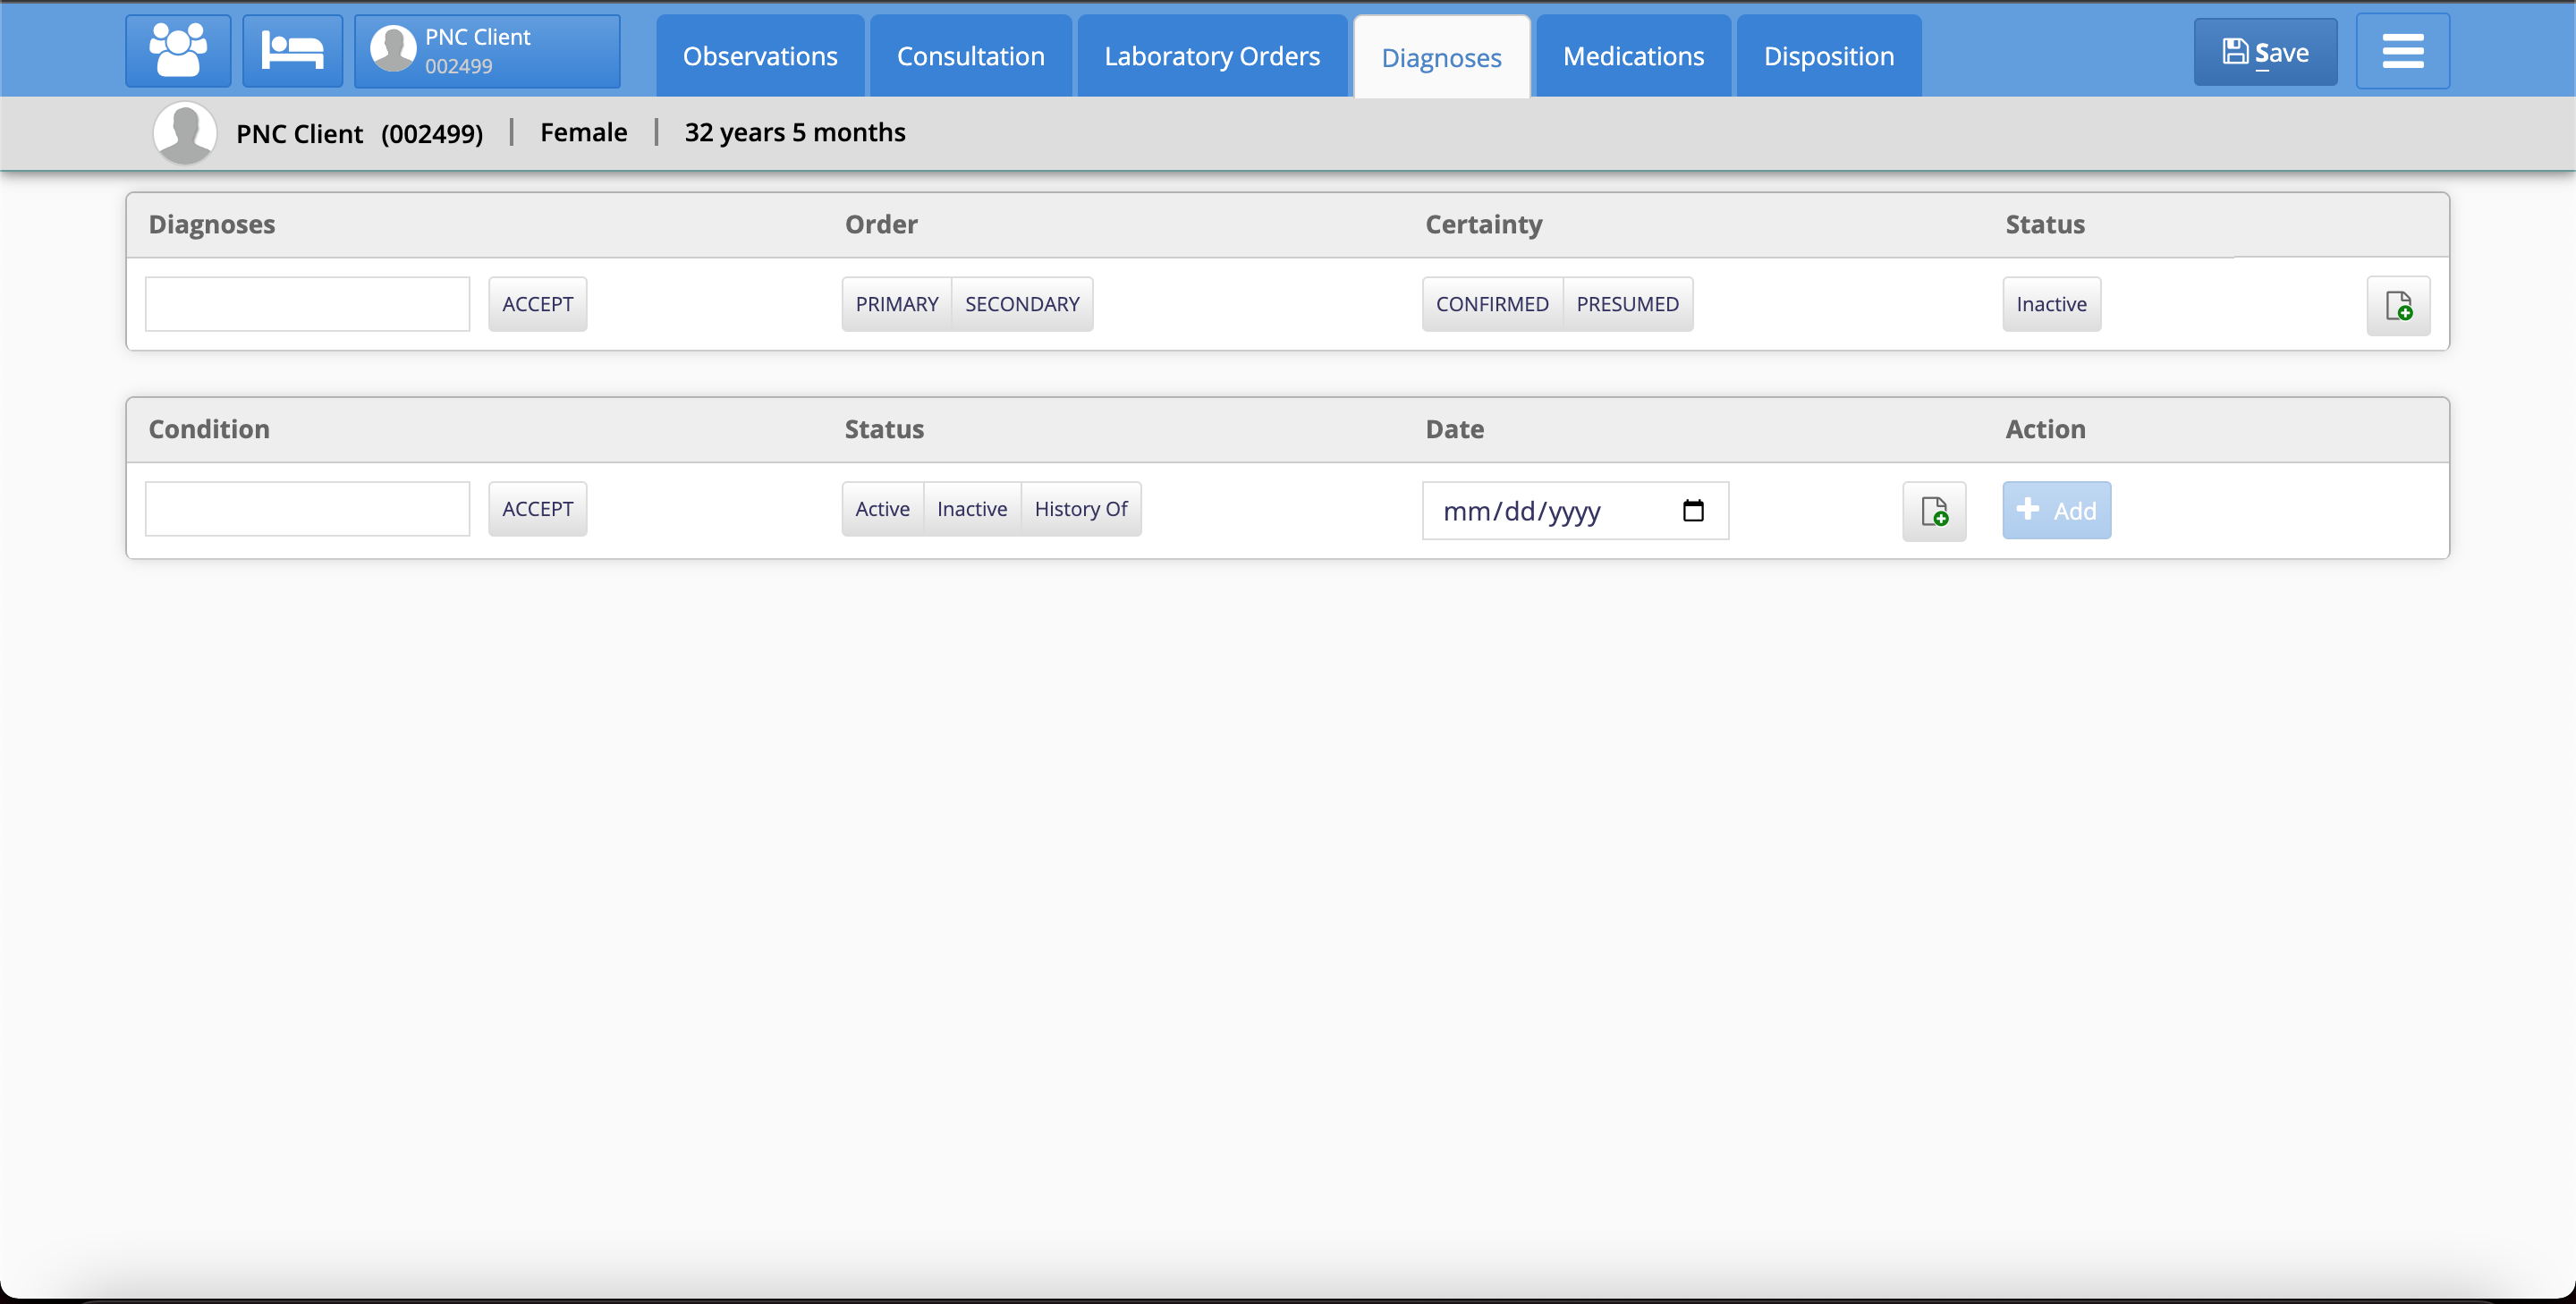 PNC Client
002499
Observations
Consultation
Laboratory Orders
Diagnoses
Medications
Disposition
Save
PNC Client (002499) | Female | 32 years 5 months
Diagnoses Order Certainty Status
ACCEPT PRIMARY SECONDARY CONFIRMED PRESUMED Inactive
Condition Status Date Action
ACCEPT Active Inactive History Of mm/dd/yyyy Add